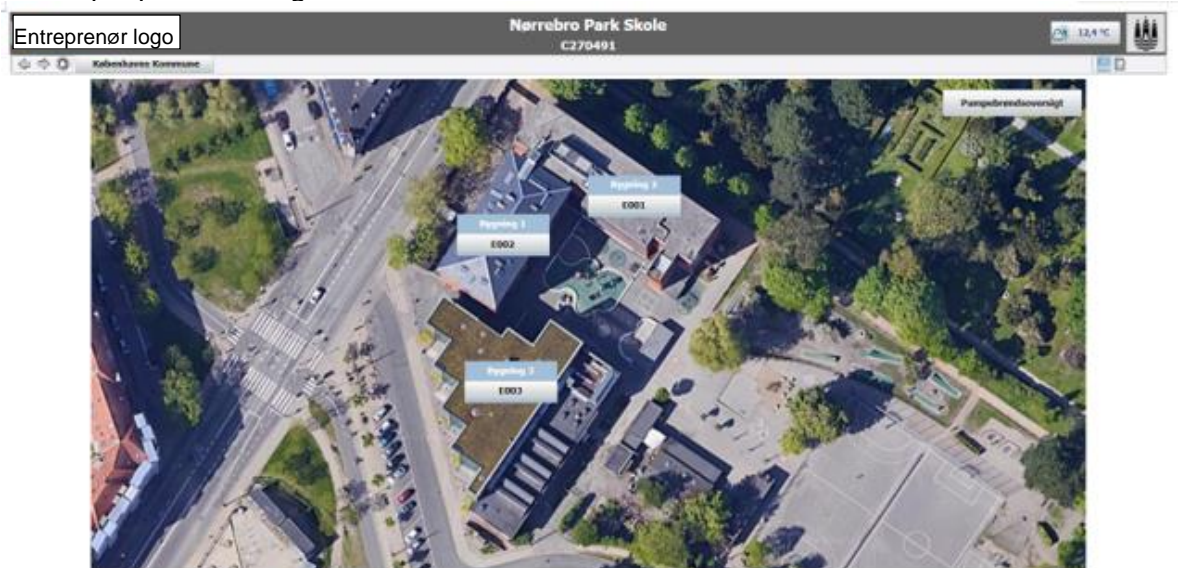 Entreprenør logo
Nørrebro Park Skole
C270491
12,4 °C
Københavns Kommune
Pumpebrøndsoversigt
Bygning 3
E001
Bygning 1
E002
Bygning 2
E003